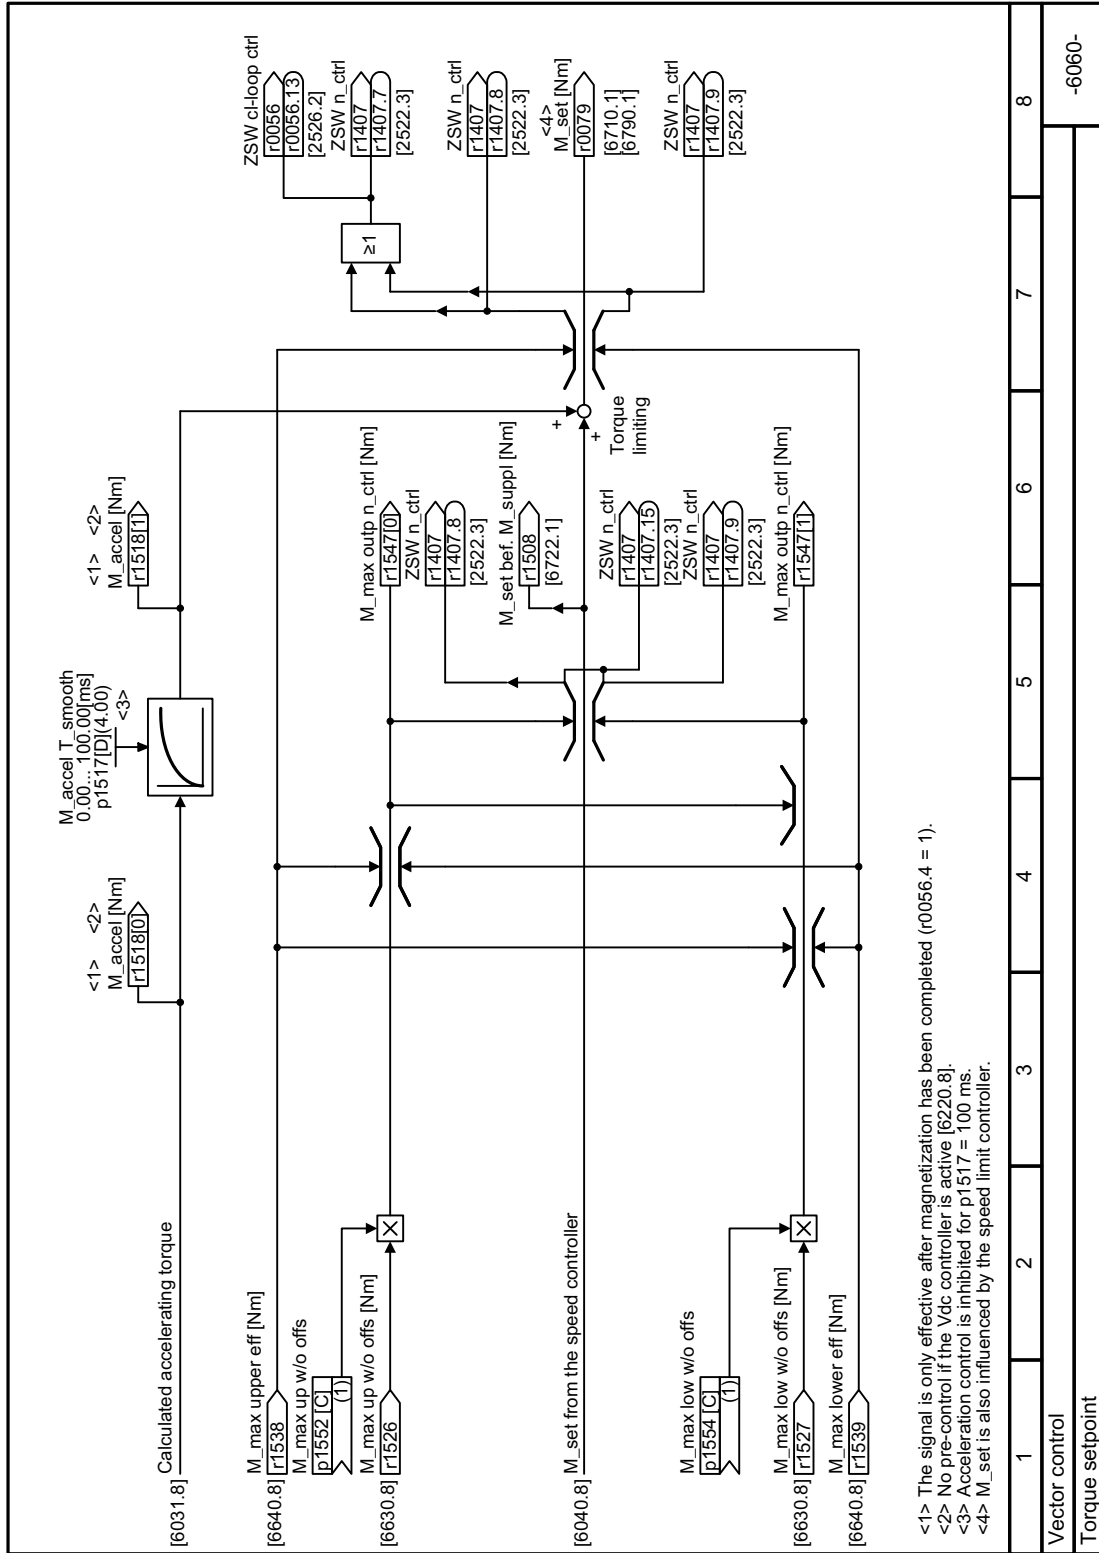 [6031.8] Calculated accelerating torque
<1> <2>
M_accel [Nm]
r1518[0]
M_accel T_smooth
0.00... 100.00[ms]
p1517[D](4.00)
<3>
<1> <2>
M_accel [Nm]
r1518[1]
M_max upper eff [Nm]
[6640.8] r1538
M_max up w/o offs
p1552 [C]
(1)
M_max up w/o offs [Nm]
[6630.8] r1526
[6040.8] M_set from the speed controller
M_max low w/o offs
p1554 [C]
(1)
M_max low w/o offs [Nm]
[6630.8] r1527
M_max lower eff [Nm]
[6640.8] r1539
M_max outp n_ctrl [Nm]
r1547[0]
ZSW n_ctrl
r1407
r1407.8
[2522.3]
M_set bef. M_suppl [Nm]
r1508
[6722.1]
ZSW n_ctrl
r1407
r1407.15
[2522.3]
ZSW n_ctrl
r1407
r1407.9
[2522.3]
M_max outp n_ctrl [Nm]
r1547[1]
+
+
Torque
limiting
≥1
ZSW cl-loop ctrl
r0056
r0056.13
[2526.2]
ZSW n_ctrl
r1407
r1407.7
[2522.3]
ZSW n_ctrl
r1407
r1407.8
[2522.3]
<4>
M_set [Nm]
r0079
[6710.1]
[6790.1]
ZSW n_ctrl
r1407
r1407.9
[2522.3]
<1> The signal is only effective after magnetization has been completed (r0056.4 = 1).
<2> No pre-control if the Vdc controller is active [6220.8].
<3> Acceleration control is inhibited for p1517 = 100 ms.
<4> M_set is also influenced by the speed limit controller.
1 2 3 4 5 6 7 8
Vector control
-6060-
Torque setpoint